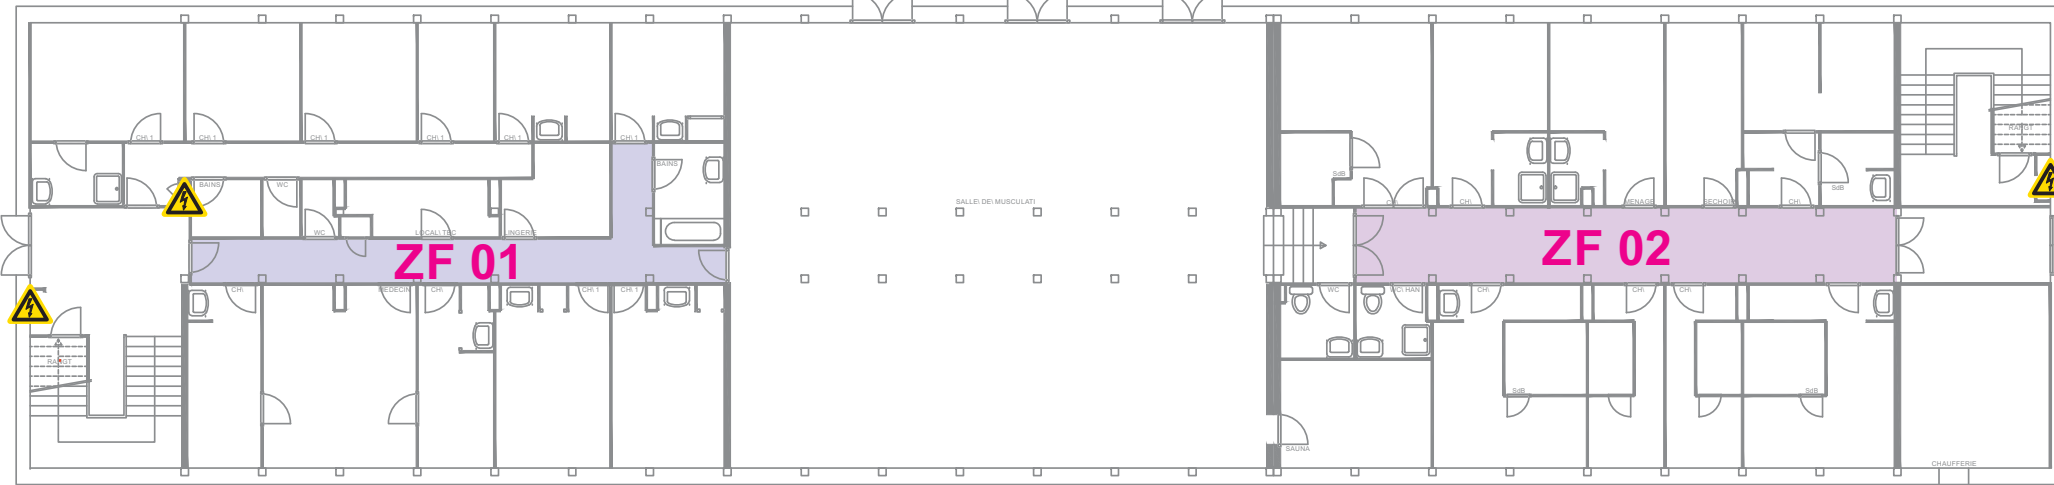 CH\ 1
CH\ 1
CH\ 1
CH\ 1
CH\ 1
CH\ 1
BAINS
BAINS
WC
WC
LOCAL\ TEC
LINGERIE
ZF 01
CH\
MEDECIN
CH\
CH\ 1
CH\ 1
RANGT
SALLE\ DE\ MUSCULATI
SdB
CH\
CH\
MENAGE
SECHOIR
CH\
SdB
RANGT
ZF 02
WC
WC\ HAN
CH\
CH\
CH\
SdB
SdB
SAUNA
CHAUFFERIE